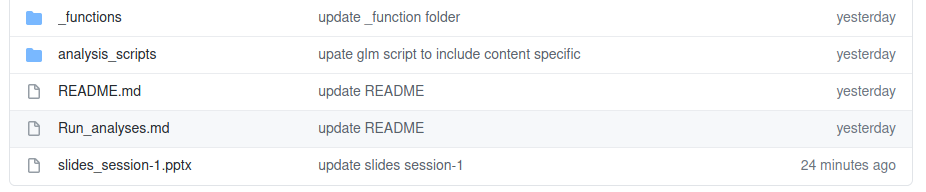 _functions update _function folder yesterday
analysis_scripts upate glm script to include content specific yesterday
README.md update README yesterday
Run_analyses.md update README yesterday
slides_session-1.pptx update slides session-1 24 minutes ago